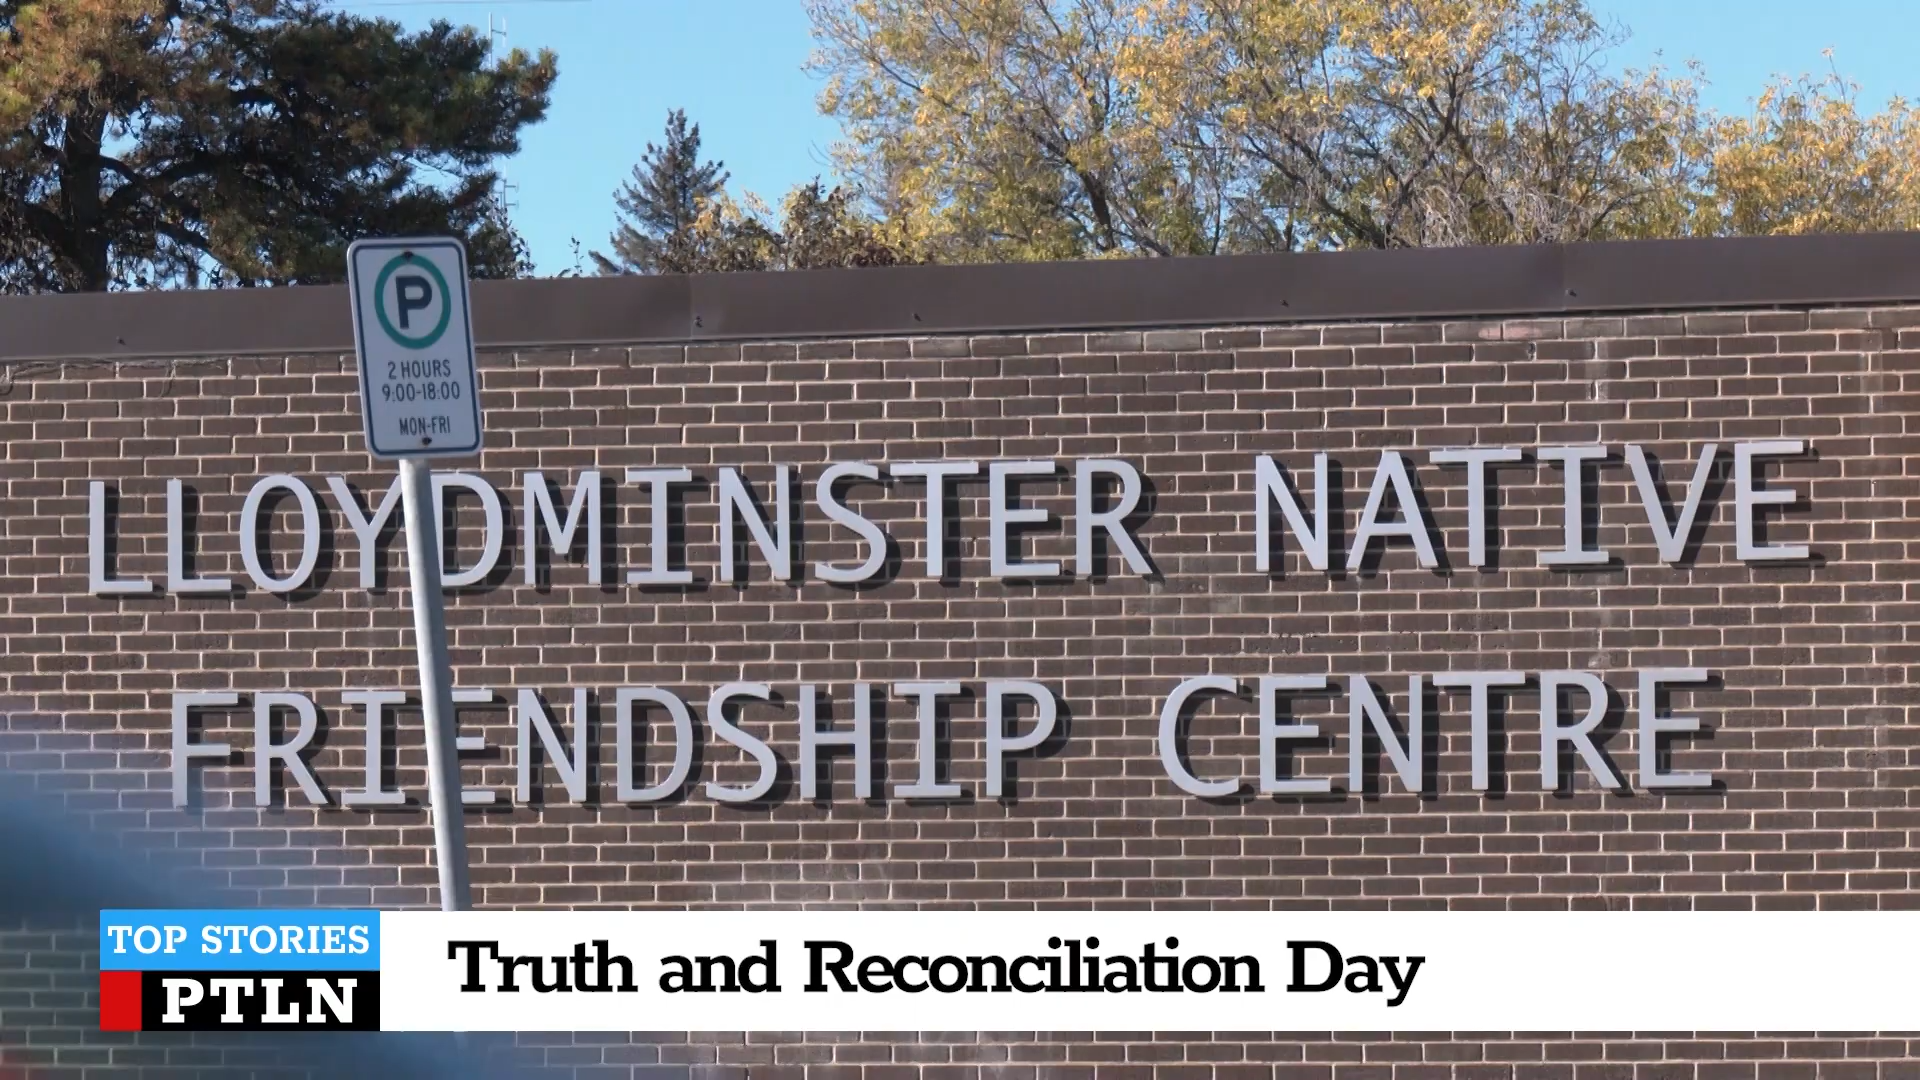 P
2 HOURS
9:00-18:00
MON-FRI
LLOYDMINSTER NATIVE
FRIENDSHIP CENTRE
TOP STORIES
PTLN
Truth and Reconciliation Day